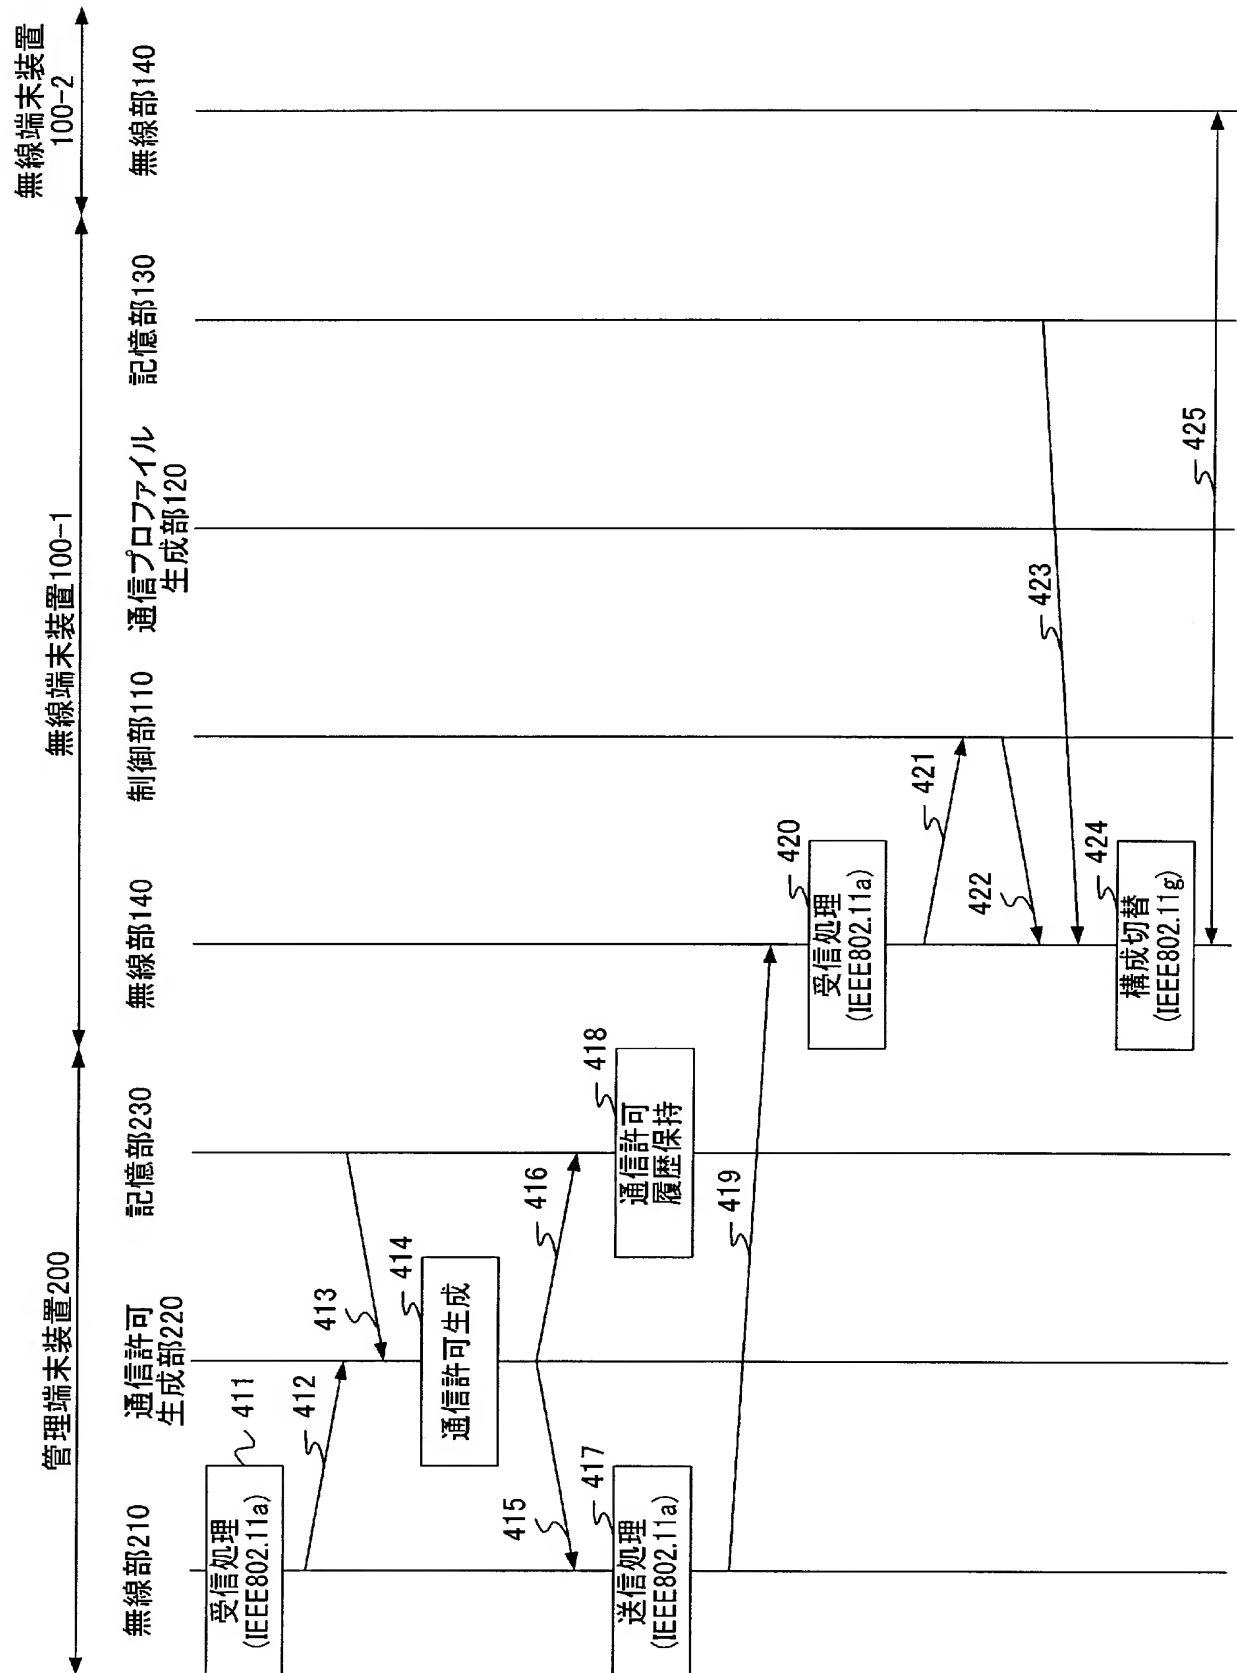 管理端末装置200
無線端末装置100-1
無線端末装置
100-2
無線部210
通信許可
生成部220
記憶部230
無線部140
制御部110
通信プロファイル
生成部120
記憶部130
無線部140
受信処理
(IEEE802.11a)
411
412
413
通信許可生成
414
415
416
送信処理
(IEEE802.11a)
417
通信許可
履歴保持
418
419
受信処理
(IEEE802.11a)
420
421
422
423
構成切替
(IEEE802.11g)
424
425